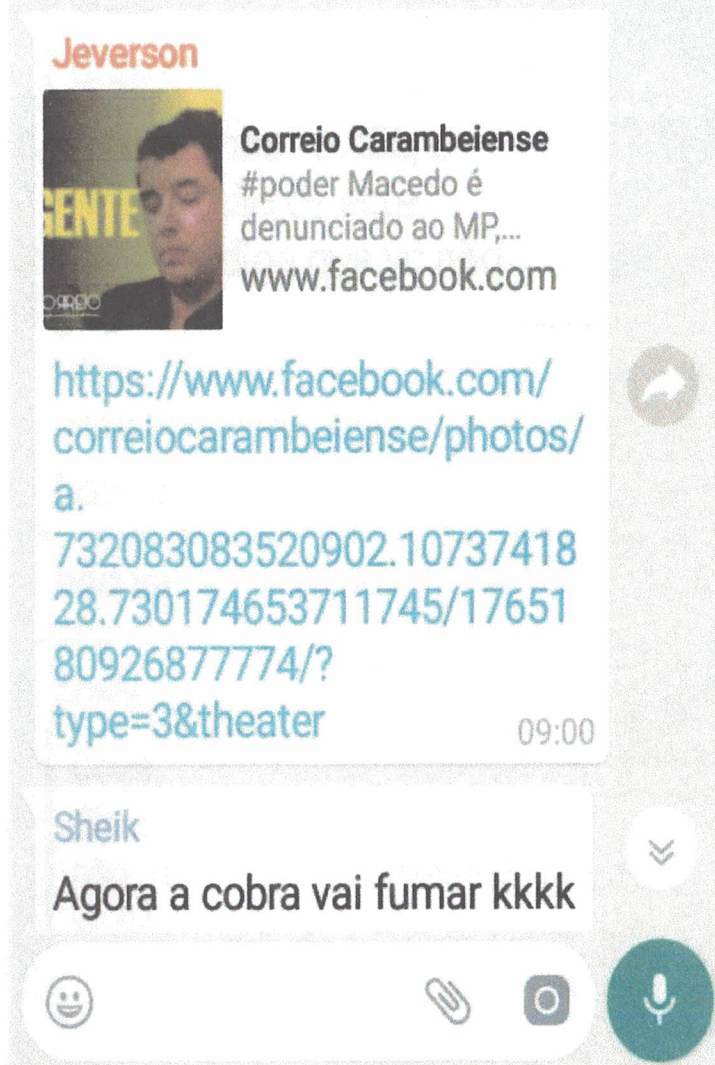 Jeverson
Correio Carambeiense
#poder Macedo é
denunciado ao MP,...
www.facebook.com
GENTE
https://www.facebook.com/
correiocarambeiense/photos/
a.
732083083520902.10737418
28.730174653711745/17651
80926877774/?
type=3&theater
09:00
Sheik
Agora a cobra vai fumar kkkk